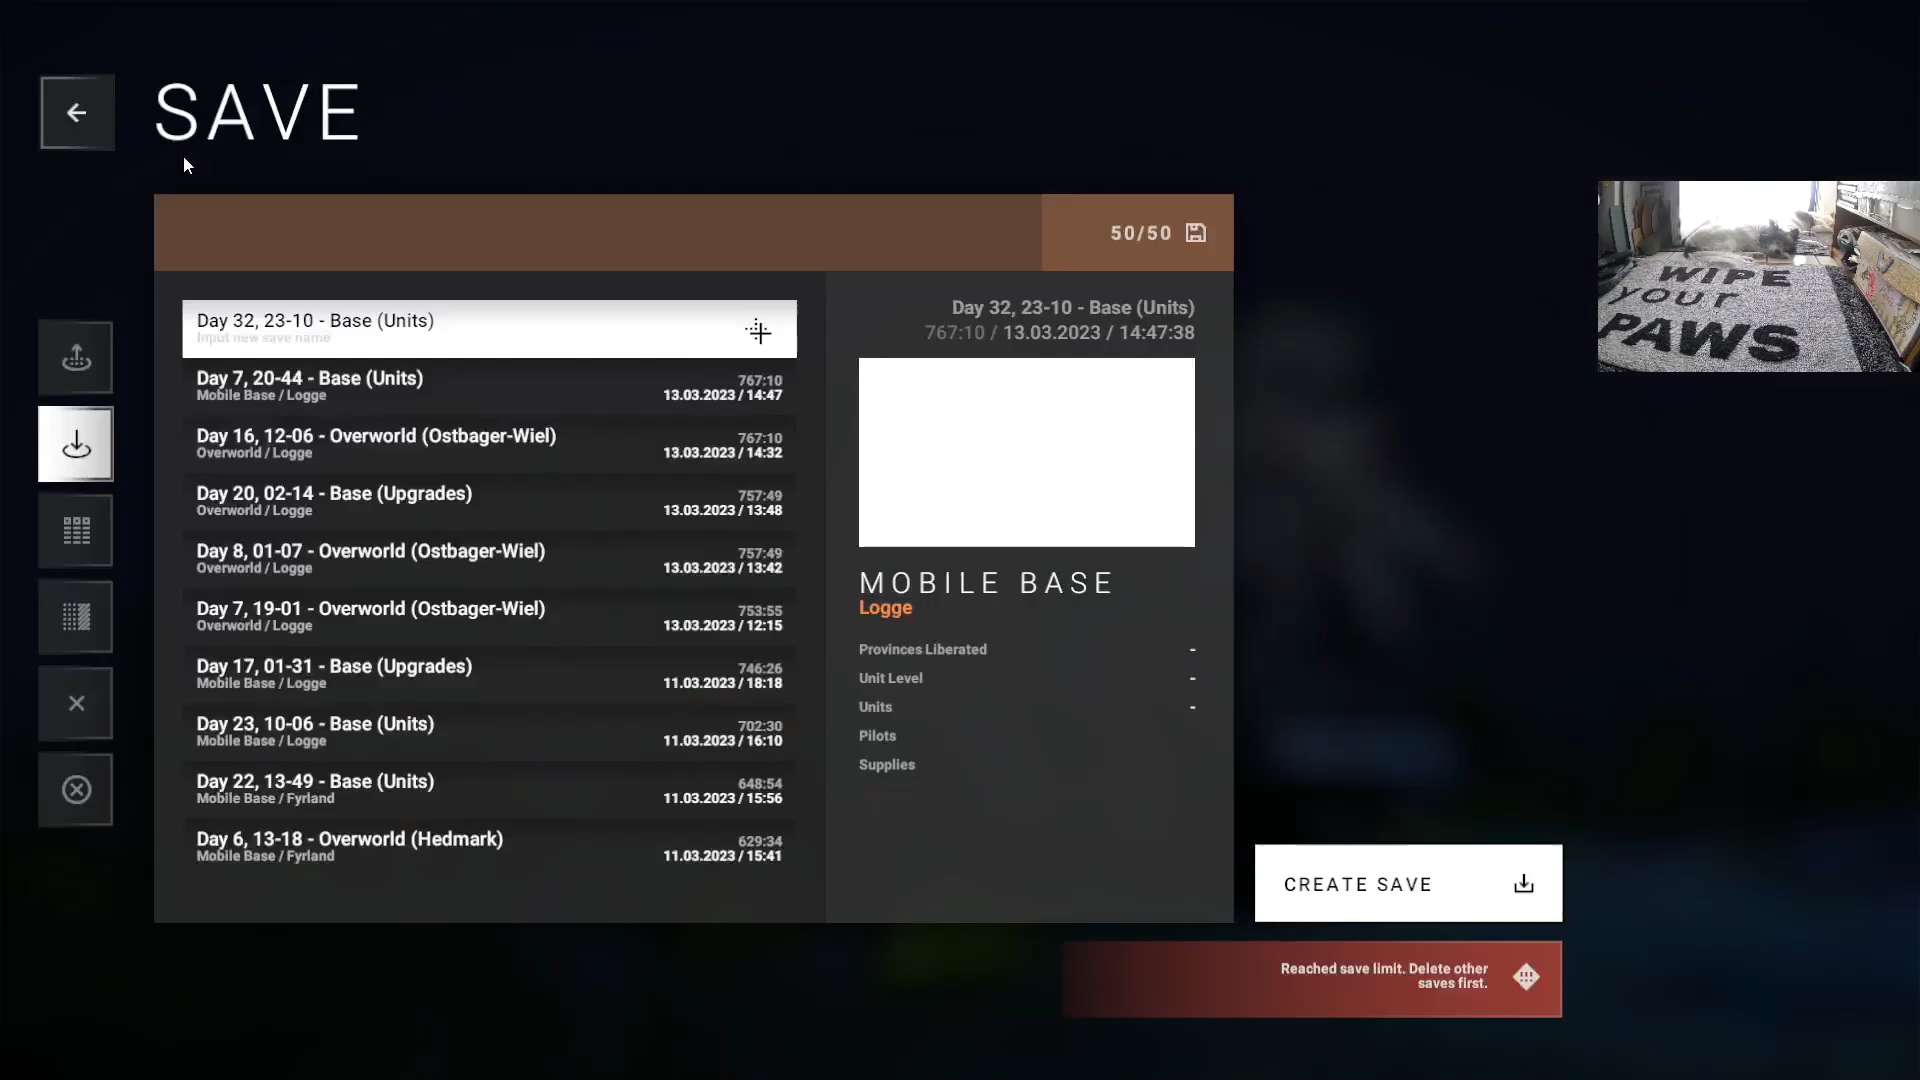 SAVE
50/50
Day 32, 23-10 - Base (Units)
Input new save name
Day 7, 20-44 - Base (Units)
767:10
Mobile Base / Logge
13.03.2023 / 14:47
Day 16, 12-06 - Overworld (Ostbager-Wiel)
767:10
Overworld / Logge
13.03.2023 / 14:32
Day 20, 02-14 - Base (Upgrades)
757:49
Overworld / Logge
13.03.2023 / 13:48
Day 8, 01-07 - Overworld (Ostbager-Wiel)
757:49
Overworld / Logge
13.03.2023 / 13:42
Day 7, 19-01 - Overworld (Ostbager-Wiel)
753:55
Overworld / Logge
13.03.2023 / 12:15
Day 17, 01-31 - Base (Upgrades)
746:26
Mobile Base / Logge
11.03.2023 / 18:18
Day 23, 10-06 - Base (Units)
702:30
Mobile Base / Logge
11.03.2023 / 16:10
Day 22, 13-49 - Base (Units)
648:54
Mobile Base / Fyrland
11.03.2023 / 15:56
Day 6, 13-18 - Overworld (Hedmark)
629:34
Mobile Base / Fyrland
11.03.2023 / 15:41
Day 32, 23-10 - Base (Units)
767:10 / 13.03.2023 / 14:47:38
MOBILE BASE
Logge
Provinces Liberated -
Unit Level -
Units -
Pilots
Supplies
CREATE SAVE
Reached save limit. Delete other
saves first.
WIPE
YOUR
PAWS